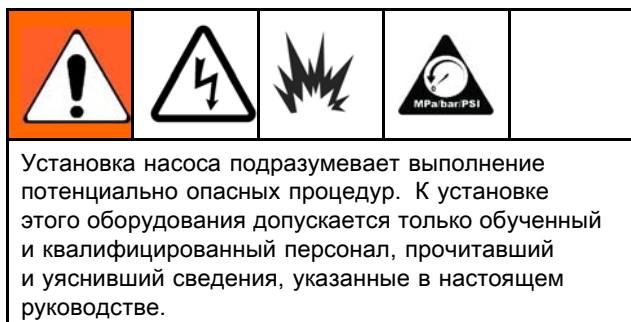 MPa/bar/PSI
Установка насоса подразумевает выполнение
потенциально опасных процедур. К установке
этого оборудования допускается только обученный
и квалифицированный персонал, прочитавший
и уяснивший сведения, указанные в настоящем
руководстве.